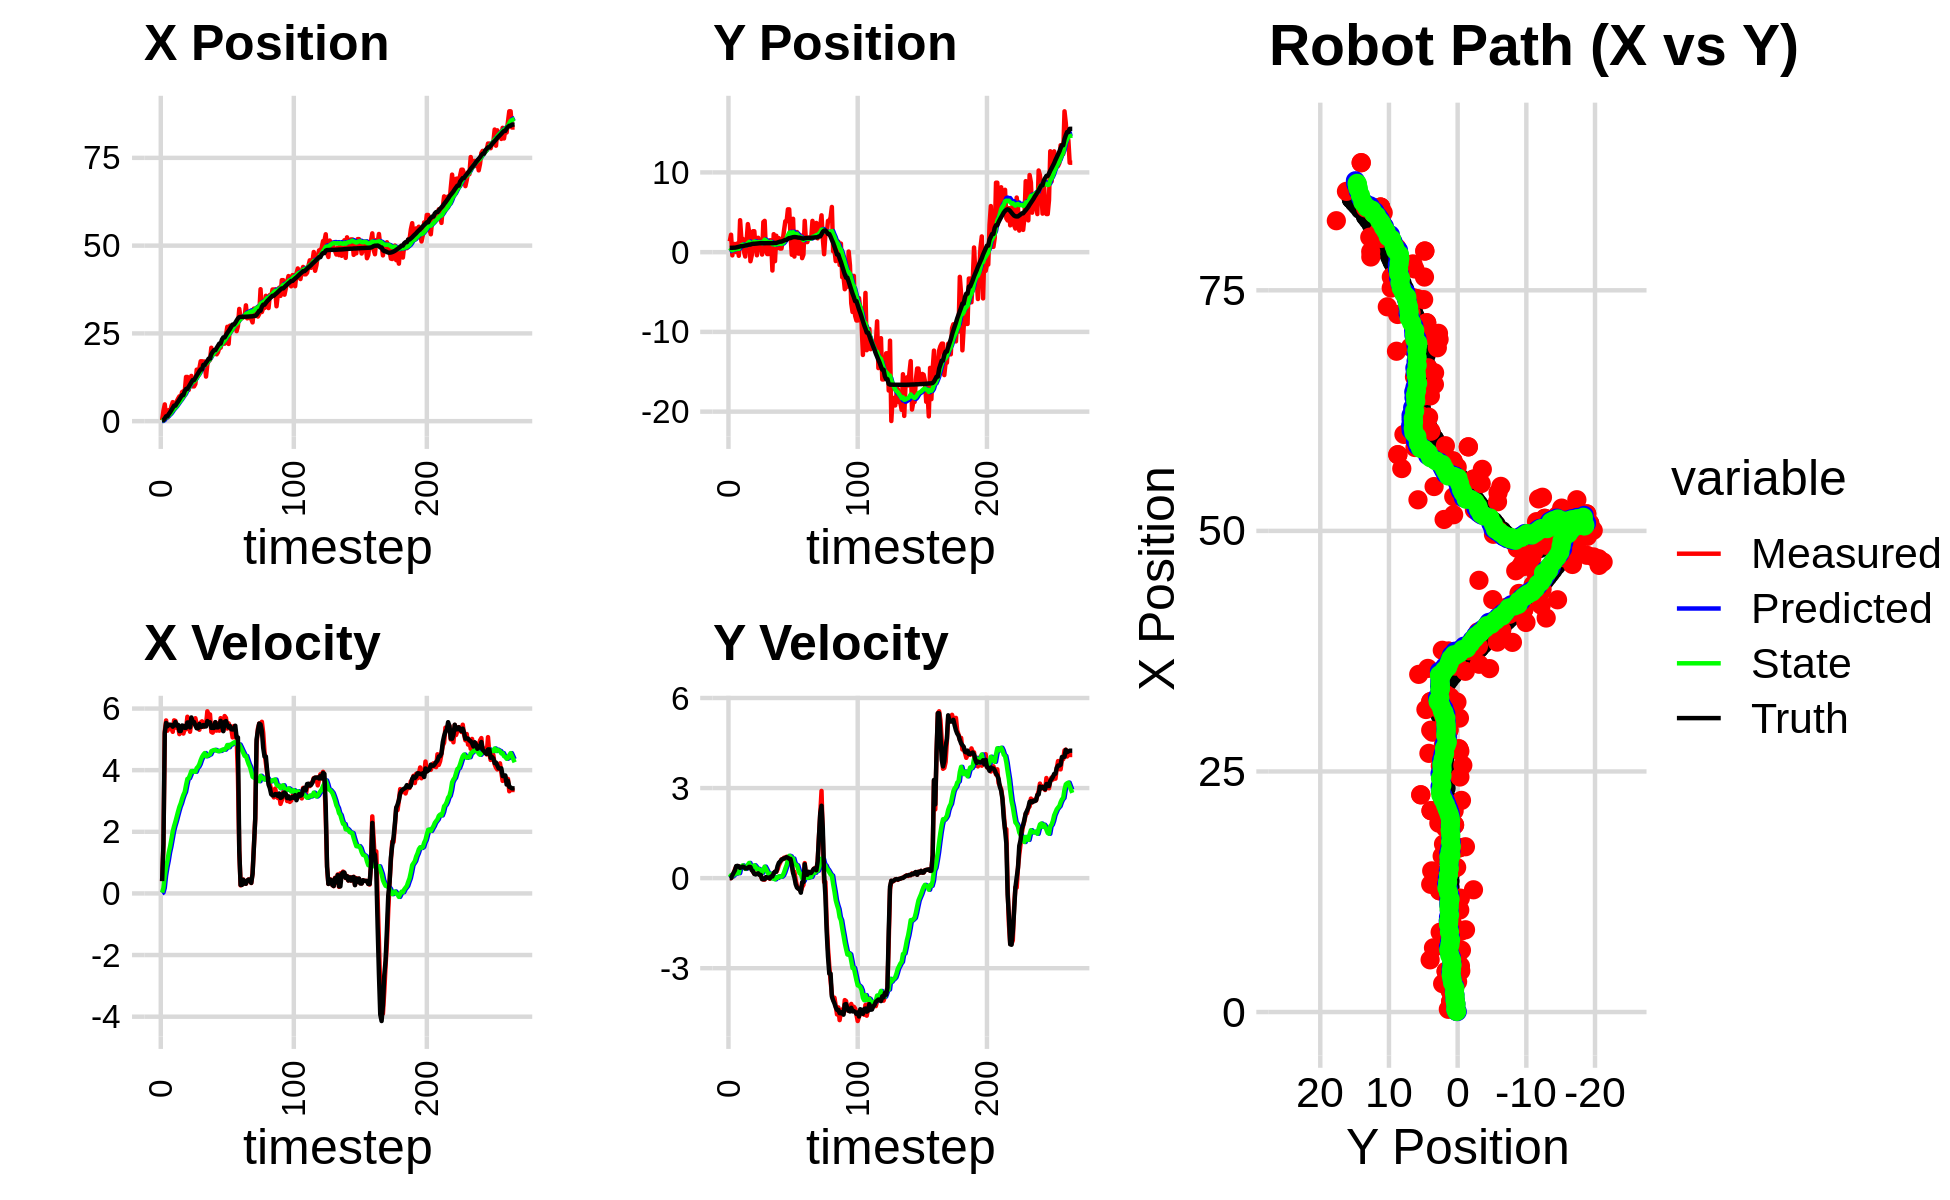 X Position
75
50
25
0
0
100
200
timestep
Y Position
10
0
-10
-20
0
100
200
timestep
X Velocity
6
4
2
0
-2
-4
0
100
200
timestep
Y Velocity
6
3
0
-3
0
100
200
timestep
Robot Path (X vs Y)
X Position
75
50
25
0
20 10 0 -10 -20
Y Position
variable
Measured
Predicted
State
Truth